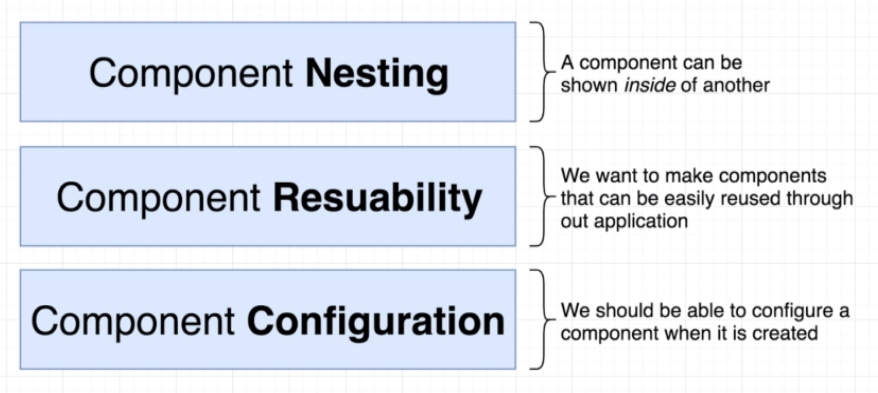 Component Nesting
A component can be
shown inside of another
Component Resuability
We want to make components
that can be easily reused through
out application
Component Configuration
We should be able to configure a
component when it is created